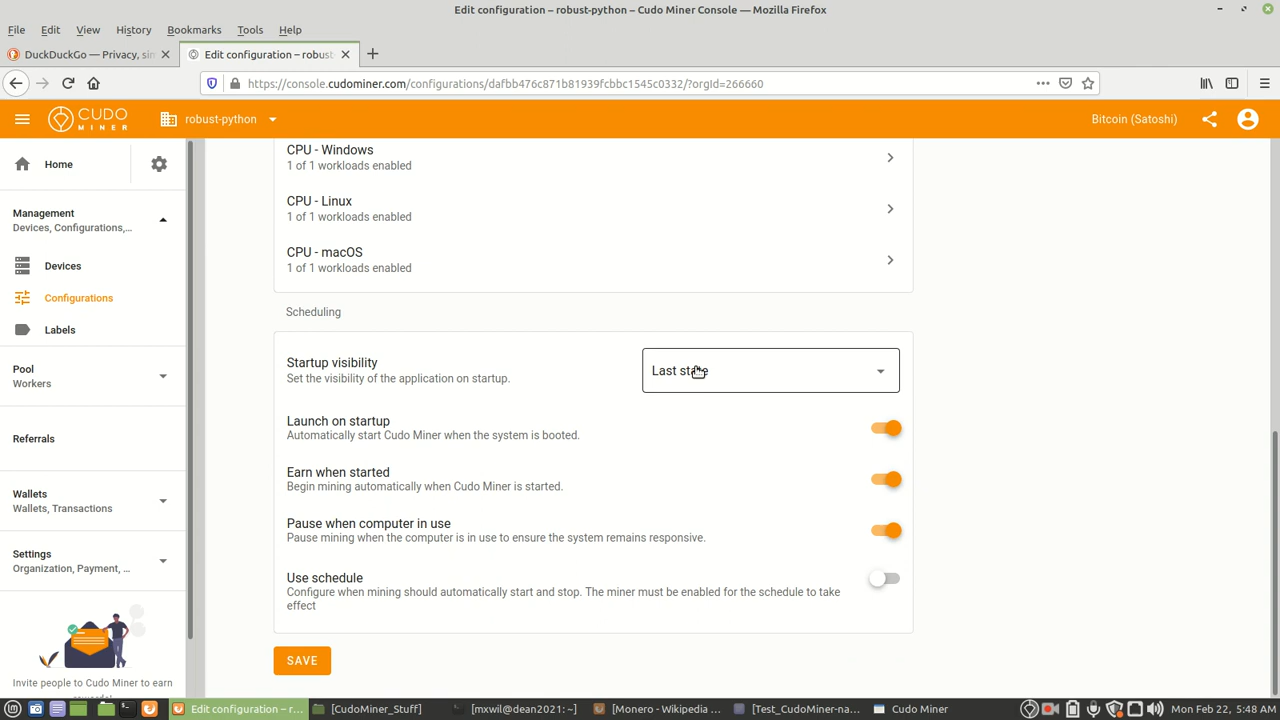 Edit configuration – robust-python – Cudo Miner Console — Mozilla Firefox
File Edit View History Bookmarks Tools Help
DuckDuckGo — Privacy, sim
Edit configuration – robust
https://console.cudominer.com/configurations/dafbb476c871b81939fcbbc1545c0332/?orgId=266660
CUDO
MINER
robust-python
Bitcoin (Satoshi)
Home
Management
Devices, Configurations,...
Devices
Configurations
Labels
Pool
Workers
Referrals
Wallets
Wallets, Transactions
Settings
Organization, Payment, ...
Invite people to Cudo Miner to earn
CPU - Windows
1 of 1 workloads enabled
CPU - Linux
1 of 1 workloads enabled
CPU - macOS
1 of 1 workloads enabled
Scheduling
Startup visibility
Set the visibility of the application on startup.
Last state
Launch on startup
Automatically start Cudo Miner when the system is booted.
Earn when started
Begin mining automatically when Cudo Miner is started.
Pause when computer in use
Pause mining when the computer is in use to ensure the system remains responsive.
Use schedule
Configure when mining should automatically start and stop. The miner must be enabled for the schedule to take
effect
SAVE
Edit configuration – r...
[CudoMiner_Stuff]
[mxwil@dean2021: ~]
[Monero - Wikipedia ...
[Test_CudoMiner-na...
Cudo Miner
Mon Feb 22, 5:48 AM